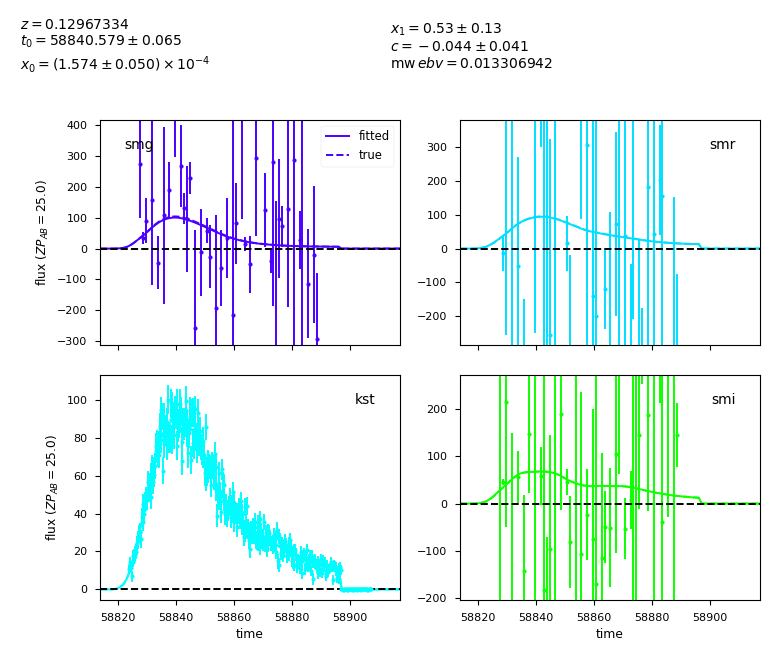 z = 0.12967334
t₀ = 58840.579 ± 0.065
x₀ = (1.574 ± 0.050) × 10⁻⁴
x₁ = 0.53 ± 0.13
c = −0.044 ± 0.041
mw ebv = 0.013306942
smg
fitted
true
400
300
200
100
0
−100
−200
−300
flux (ZP_AB = 25.0)
smr
300
200
100
0
−100
−200
kst
100
80
60
40
20
0
flux (ZP_AB = 25.0)
58820 58840 58860 58880 58900
time
smi
200
100
0
−100
−200
58820 58840 58860 58880 58900
time